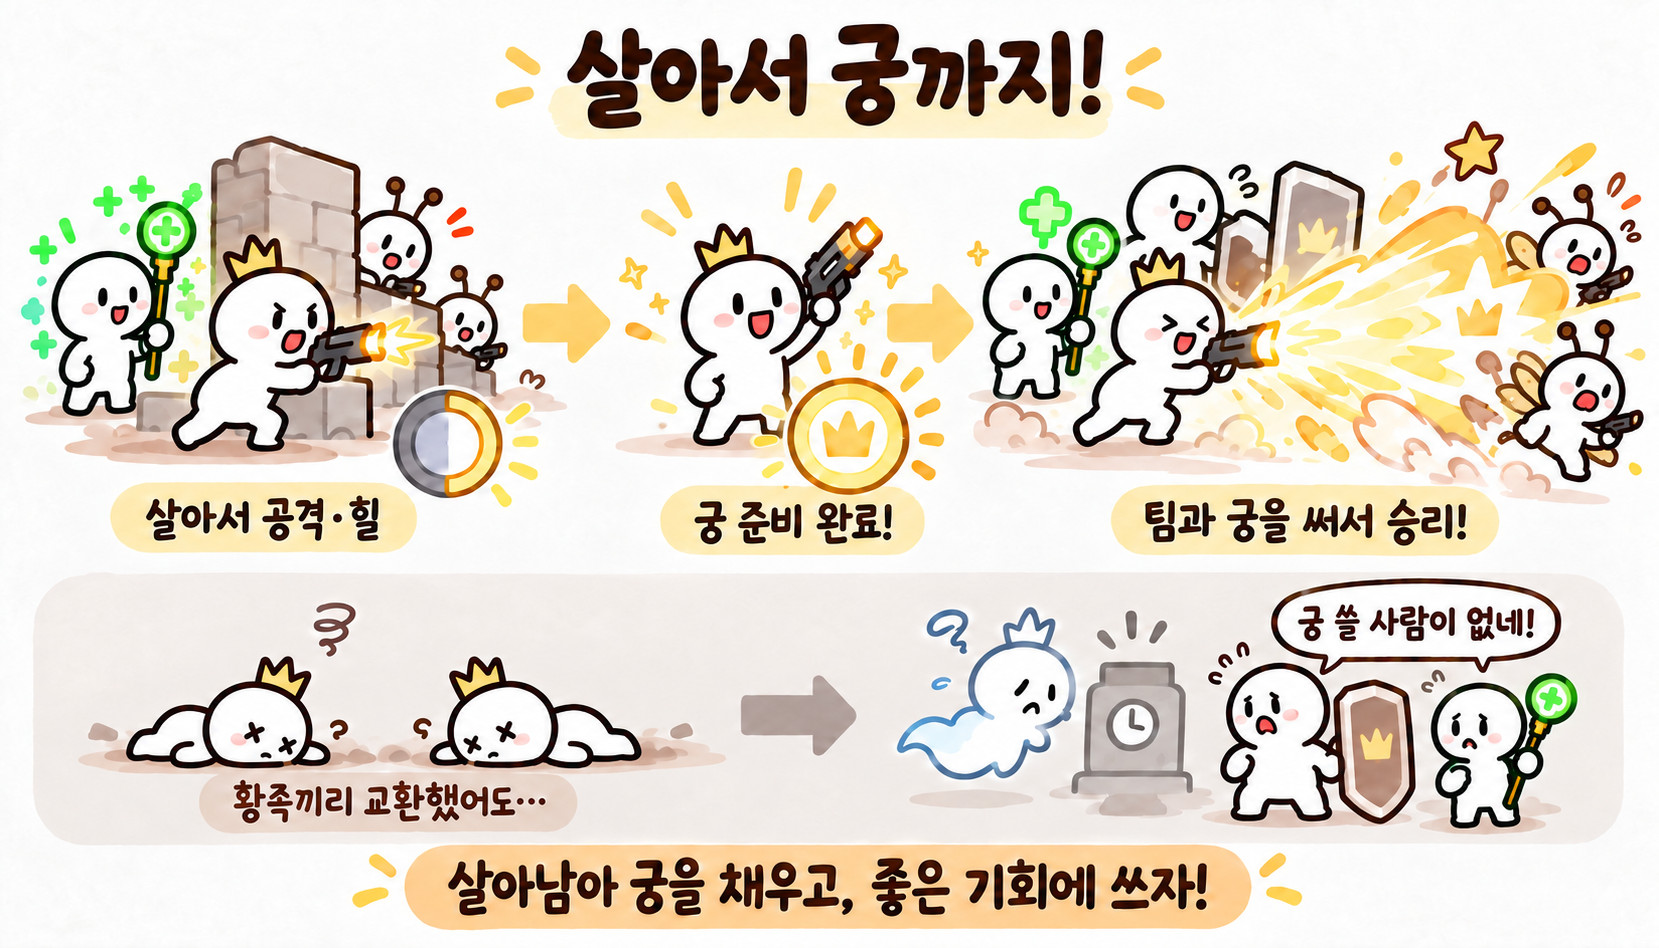 살아서 궁까지!
살아서 공격·힐
궁 준비 완료!
팀과 궁을 써서 승리!
궁 쓸 사람이 없네!
황족끼리 교환했어도…
살아남아 궁을 채우고, 좋은 기회에 쓰자!